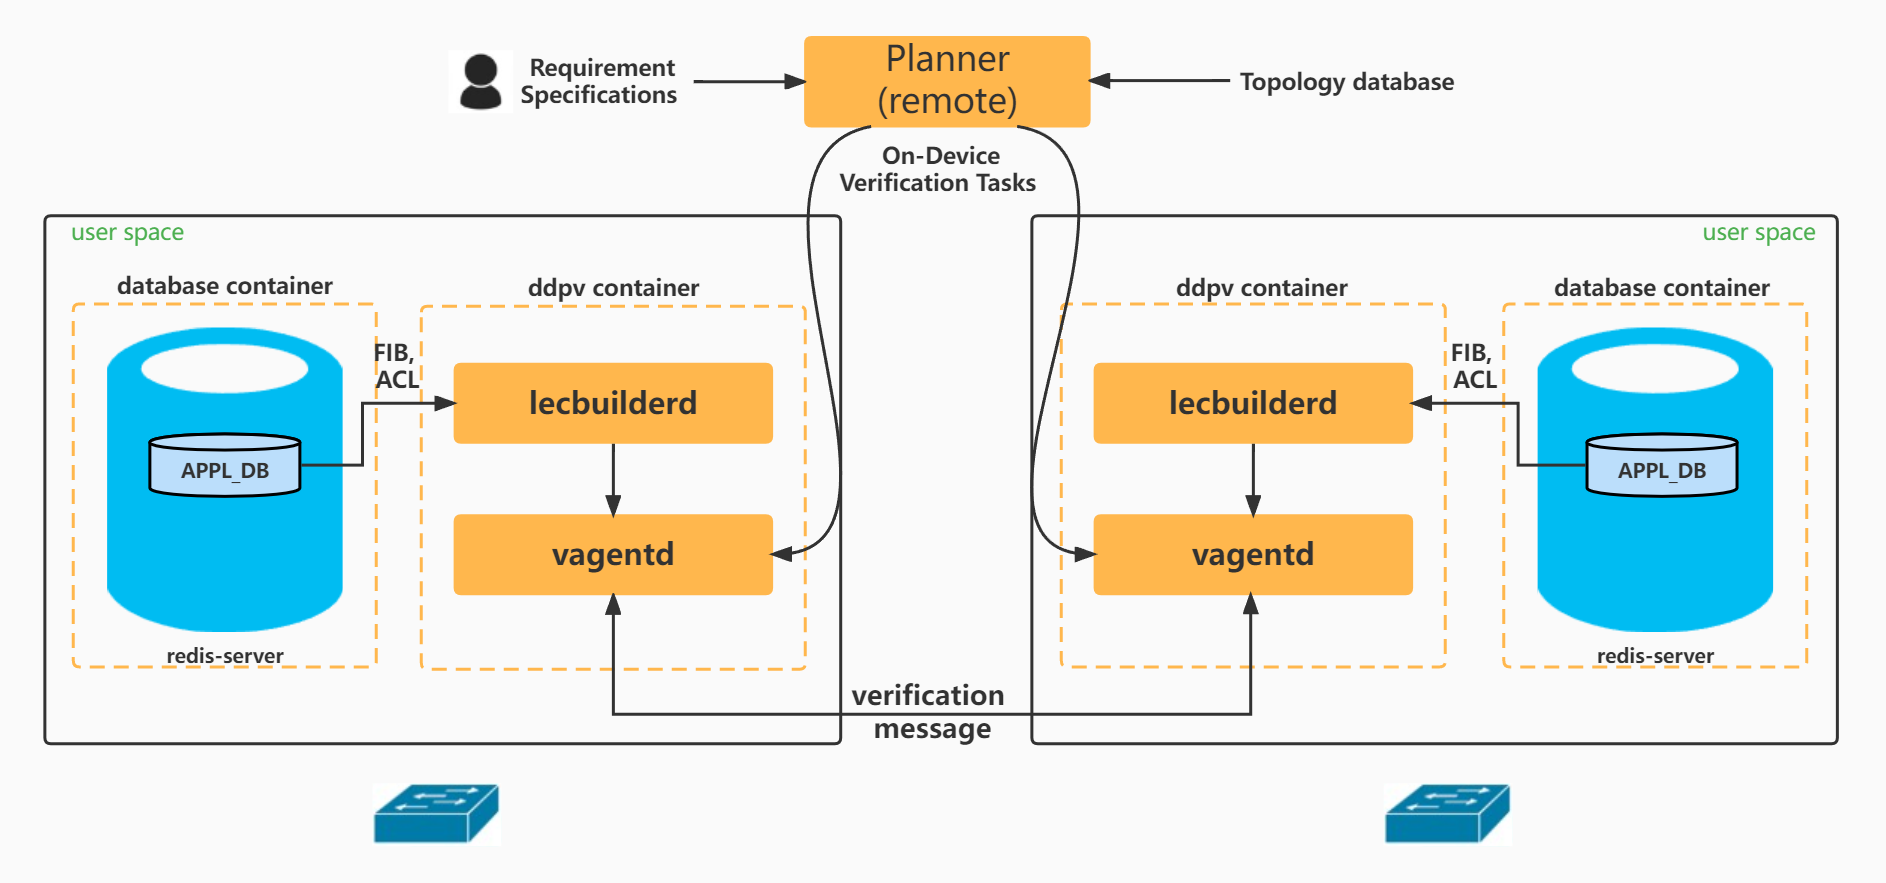 Requirement
Specifications
Planner
(remote)
Topology database
On-Device
Verification Tasks
user space
database container
FIB,
ACL
APPL_DB
redis-server
ddpv container
lecbuilderd
vagentd
verification
message
user space
ddpv container
lecbuilderd
vagentd
database container
FIB,
ACL
APPL_DB
redis-server